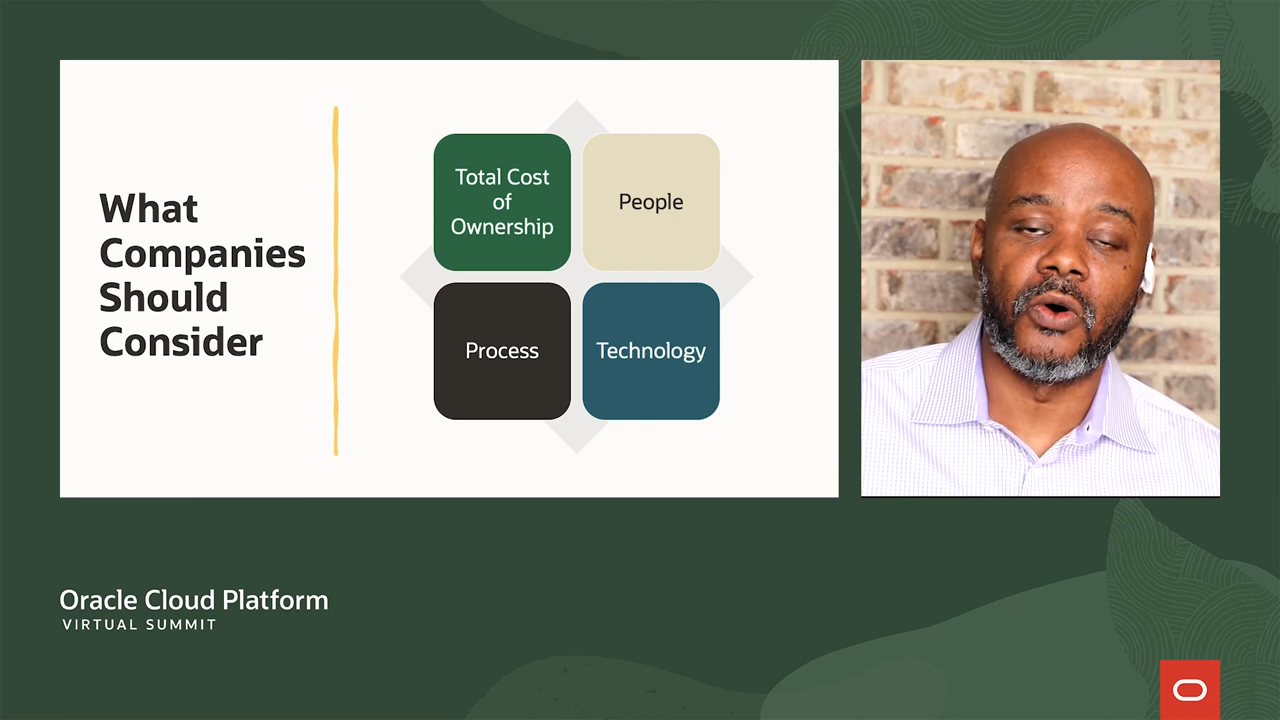 What
Companies
Should
Consider
Total Cost
of
Ownership
People
Process
Technology
Oracle Cloud Platform
VIRTUAL SUMMIT